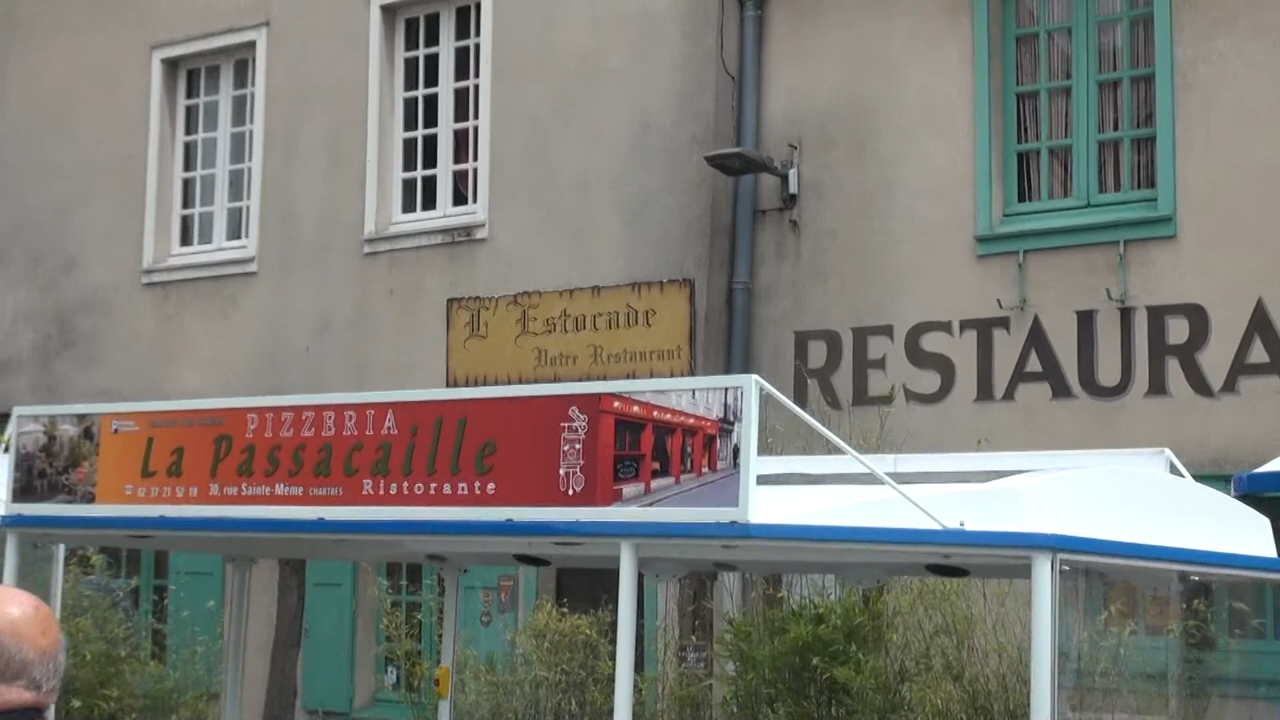 L' Estocade
Votre Restaurant
RESTAURA
PIZZERIA
La Passacaille
02 37 21 52 10 30, rue Sainte-Même CHARTRES
Ristorante